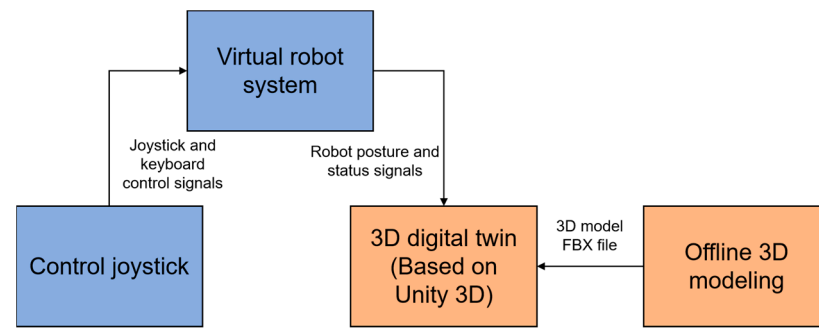 Virtual robot
system
Joystick and
keyboard
control signals
Robot posture and
status signals
Control joystick
3D digital twin
(Based on
Unity 3D)
3D model
FBX file
Offline 3D
modeling